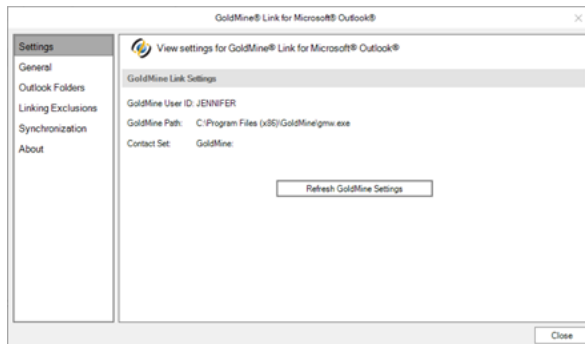 GoldMine® Link for Microsoft® Outlook®
Settings
General
Outlook Folders
Linking Exclusions
Synchronization
About
View settings for GoldMine® Link for Microsoft® Outlook®
GoldMine Link Settings
GoldMine User ID: JENNIFER
GoldMine Path: C:\Program Files (x86)\GoldMine\gmw.exe
Contact Set: GoldMine:
Refresh GoldMine Settings
Close